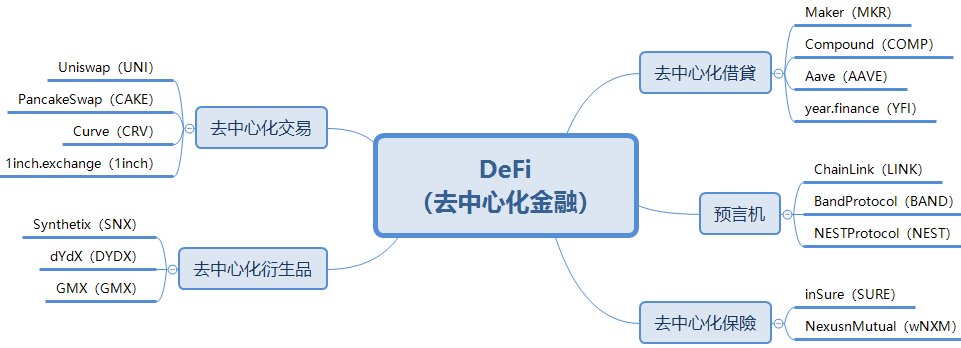 DeFi
（去中心化金融）
去中心化交易
Uniswap（UNI）
PancakeSwap（CAKE）
Curve（CRV）
1inch.exchange（1inch）
去中心化衍生品
Synthetix（SNX）
dYdX（DYDX）
GMX（GMX）
去中心化借貸
Maker（MKR）
Compound（COMP）
Aave（AAVE）
year.finance（YFI）
预言机
ChainLink（LINK）
BandProtocol（BAND）
NESTProtocol（NEST）
去中心化保險
inSure（SURE）
NexusnMutual（wNXM）